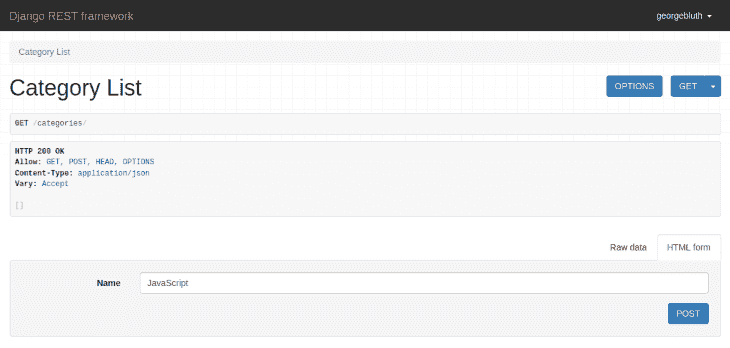 Django REST framework
georgebluth
Category List
Category List
OPTIONS
GET
GET /categories/
HTTP 200 OK
Allow: GET, POST, HEAD, OPTIONS
Content-Type: application/json
Vary: Accept
[]
Raw data
HTML form
Name
JavaScript
POST